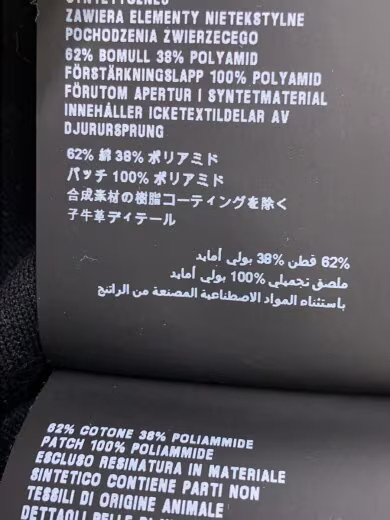 ZAWIERA ELEMENTY NIETEKSTYLNE
POCHODZENIA ZWIERZECEGO
62% BOMULL 38% POLYAMID
FÖRSTÄRKNINGSLAPP 100% POLYAMID
FÖRUTOM APERTUR I SYNTETMATERIAL
INNEHÅLLER ICKETEXTILDELAR AV
DJURURSPRUNG
62% 綿 38% ポリアミド
パッチ 100% ポリアミド
合成素材の樹脂コーティングを除く
子牛革ディテール
62% قطن 38% بولي أمايد
ملصق تجميلي 100% بولي أمايد
باستثناء المواد الاصطناعية المصنعة من الراتنج
62% COTONE 38% POLIAMMIDE
PATCH 100% POLIAMMIDE
ESCLUSO RESINATURA IN MATERIALE
SINTETICO CONTIENE PARTI NON
TESSILI DI ORIGINE ANIMALE
DETTAGLI PELLE DI